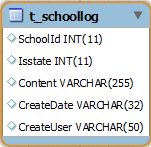 t_schoollog
SchoolId INT(11)
Isstate INT(11)
Content VARCHAR(255)
CreateDate VARCHAR(32)
CreateUser VARCHAR(50)